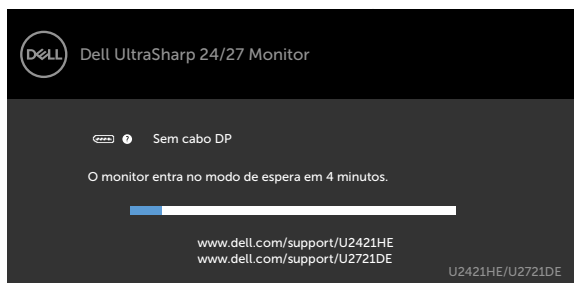 DELL
Dell UltraSharp 24/27 Monitor
? Sem cabo DP
O monitor entra no modo de espera em 4 minutos.
www.dell.com/support/U2421HE
www.dell.com/support/U2721DE
U2421HE/U2721DE